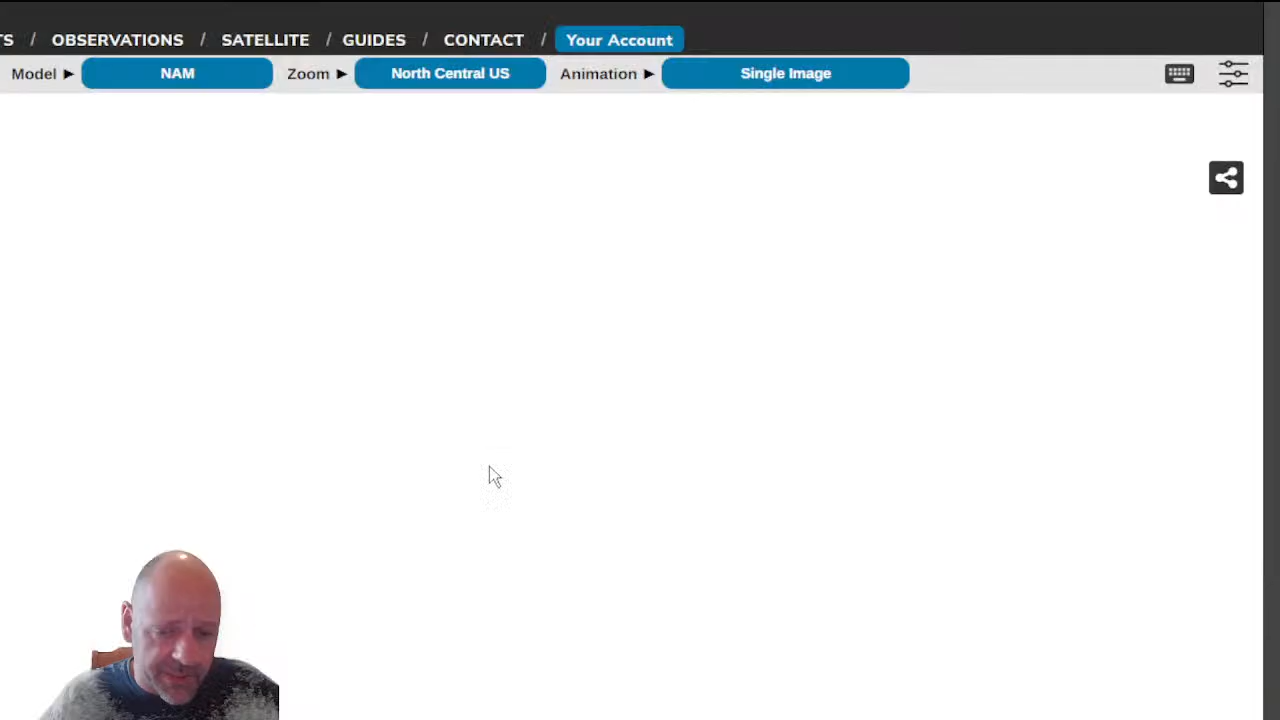 TS / OBSERVATIONS / SATELLITE / GUIDES / CONTACT / Your Account
Model ▶ NAM Zoom ▶ North Central US Animation ▶ Single Image